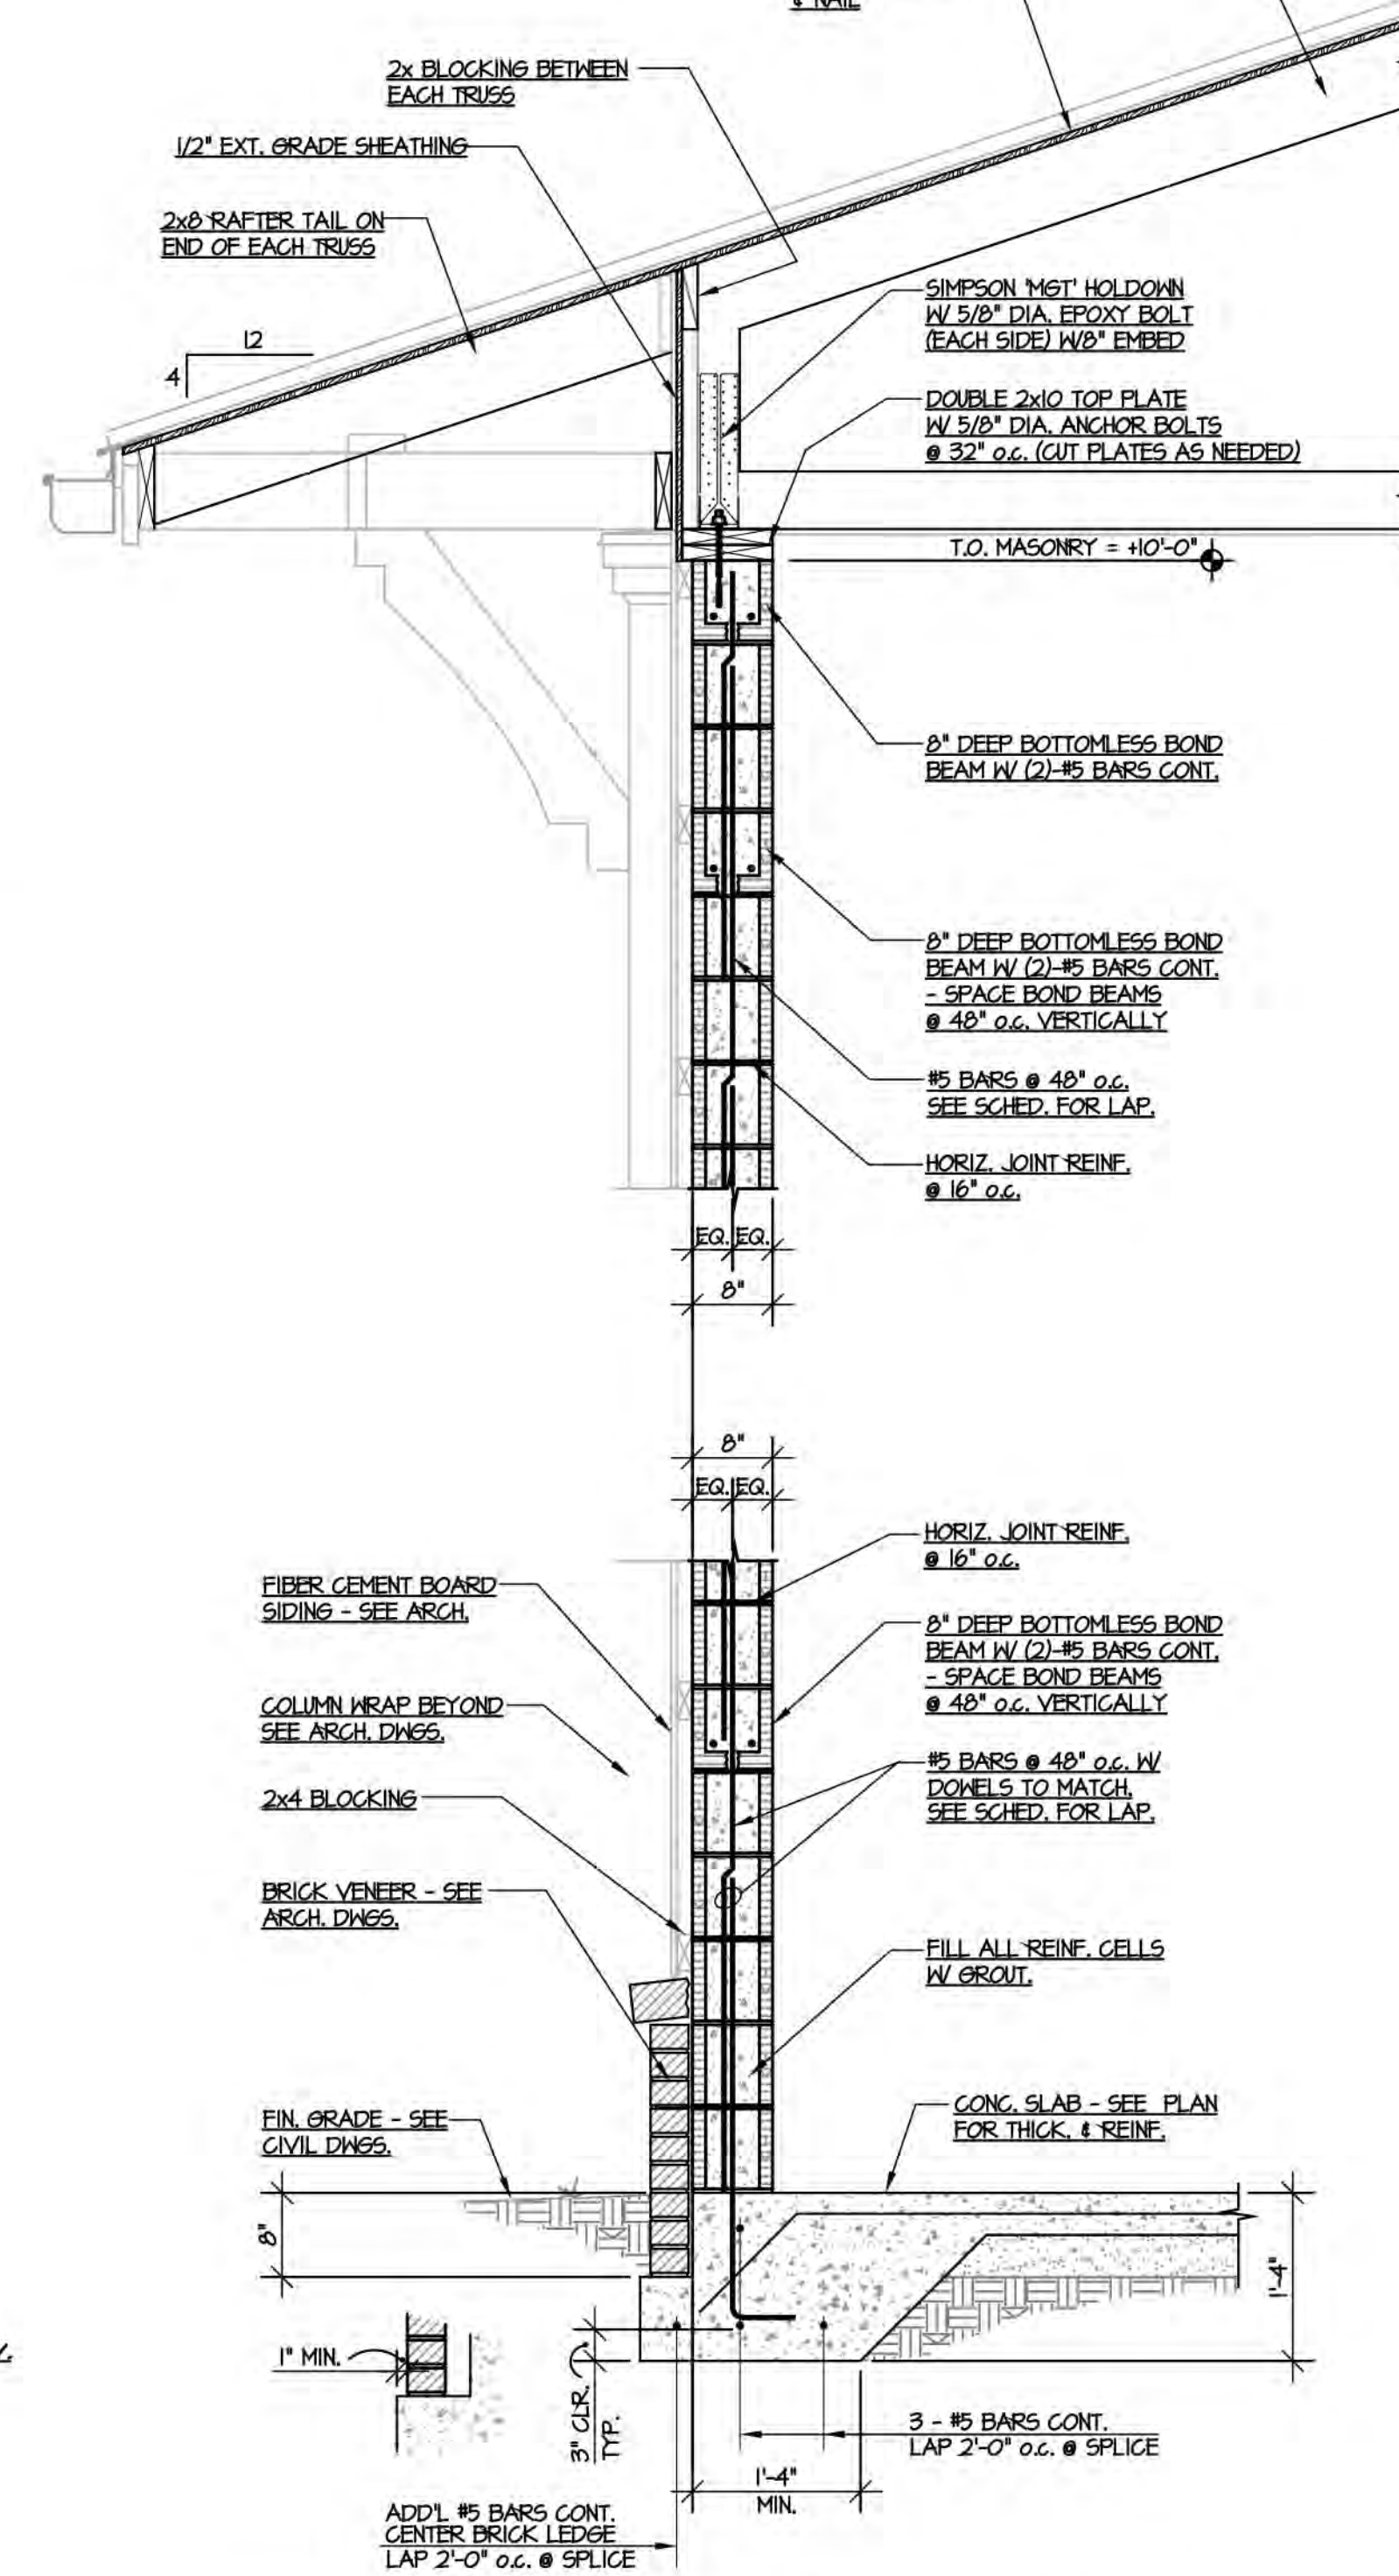 & NAIL
2x BLOCKING BETWEEN
EACH TRUSS
1/2" EXT. GRADE SHEATHING
2x8 RAFTER TAIL ON
END OF EACH TRUSS
12
4
SIMPSON 'MGT' HOLDOWN
W/ 5/8" DIA. EPOXY BOLT
(EACH SIDE) W/8" EMBED
DOUBLE 2x10 TOP PLATE
W/ 5/8" DIA. ANCHOR BOLTS
@ 32" o.c. (CUT PLATES AS NEEDED)
T.O. MASONRY = +10'-0"
8" DEEP BOTTOMLESS BOND
BEAM W/ (2)-#5 BARS CONT.
8" DEEP BOTTOMLESS BOND
BEAM W/ (2)-#5 BARS CONT.
- SPACE BOND BEAMS
@ 48" o.c. VERTICALLY
#5 BARS @ 48" o.c.
SEE SCHED. FOR LAP.
HORIZ. JOINT REINF.
@ 16" o.c.
EQ. EQ.
8"
8"
EQ. EQ.
HORIZ. JOINT REINF.
@ 16" o.c.
FIBER CEMENT BOARD
SIDING - SEE ARCH.
8" DEEP BOTTOMLESS BOND
BEAM W/ (2)-#5 BARS CONT.
- SPACE BOND BEAMS
@ 48" o.c. VERTICALLY
COLUMN WRAP BEYOND
SEE ARCH. DWGS.
#5 BARS @ 48" o.c. W/
DOWELS TO MATCH.
SEE SCHED. FOR LAP.
2x4 BLOCKING
BRICK VENEER - SEE
ARCH. DWGS.
FILL ALL REINF. CELLS
W/ GROUT.
FIN. GRADE - SEE
CIVIL DWGS.
CONC. SLAB - SEE PLAN
FOR THICK. & REINF.
8"
1'-4"
1" MIN.
3" CLR.
TYP.
3 - #5 BARS CONT.
LAP 2'-0" o.c. @ SPLICE
1'-4"
MIN.
ADD'L #5 BARS CONT.
CENTER BRICK LEDGE
LAP 2'-0" o.c. @ SPLICE